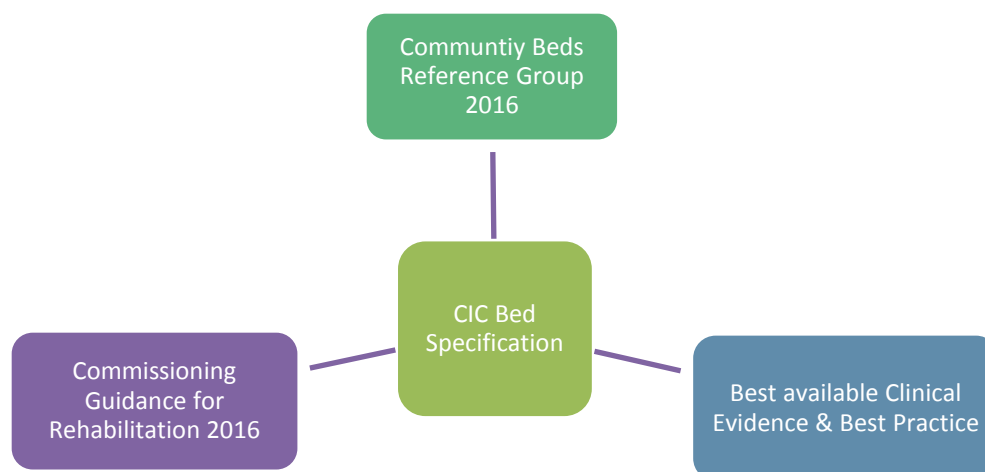 Communtiy Beds
Reference Group
2016
CIC Bed
Specification
Commissioning
Guidance for
Rehabilitation 2016
Best available Clinical
Evidence & Best Practice